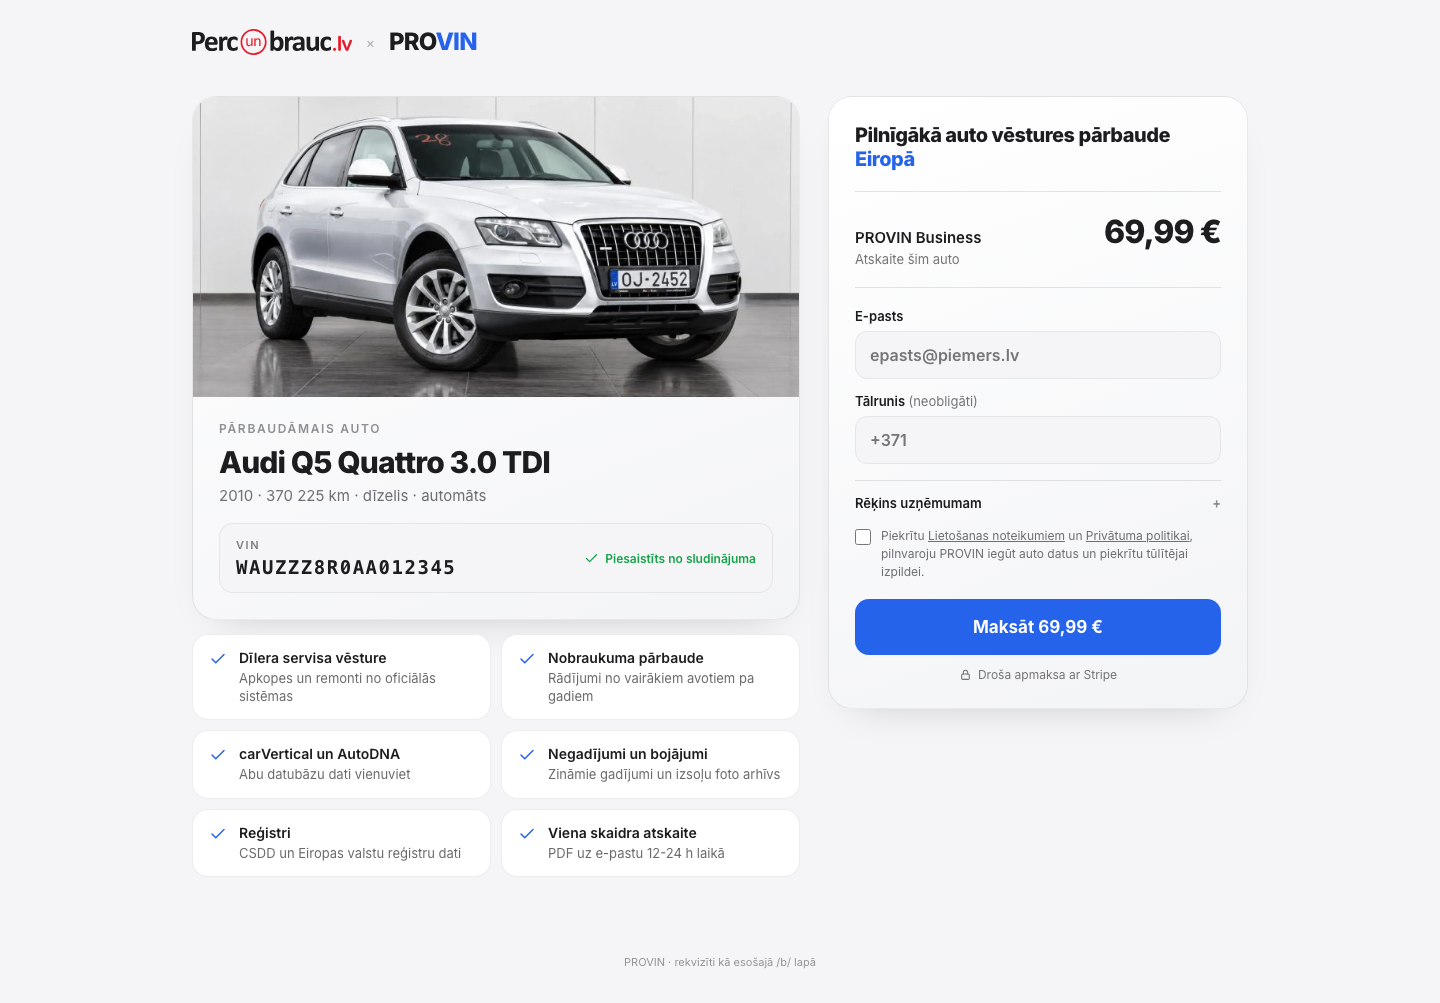 Perc un brauc.lv × PROVIN
28
LV OJ-2452
PĀRBAUDĀMAIS AUTO
Audi Q5 Quattro 3.0 TDI
2010 · 370 225 km · dīzelis · automāts
VIN
WAUZZZ8R0AA012345
Piesaistīts no sludinājuma
Dīlera servisa vēsture
Apkopes un remonti no oficiālās
sistēmas
Nobraukuma pārbaude
Rādījumi no vairākiem avotiem pa
gadiem
carVertical un AutoDNA
Abu datubāzu dati vienuviet
Negadījumi un bojājumi
Zināmie gadījumi un izsoļu foto arhīvs
Reģistri
CSDD un Eiropas valstu reģistru dati
Viena skaidra atskaite
PDF uz e-pastu 12-24 h laikā
Pilnīgākā auto vēstures pārbaude
Eiropā
PROVIN Business
69,99 €
Atskaite šim auto
E-pasts
epasts@piemers.lv
Tālrunis (neobligāti)
+371
Rēķins uzņēmumam +
Piekrītu Lietošanas noteikumiem un Privātuma politikai,
pilnvaroju PROVIN iegūt auto datus un piekrītu tūlītējai
izpildei.
Maksāt 69,99 €
Droša apmaksa ar Stripe
PROVIN · rekvizīti kā esošajā /b/ lapā